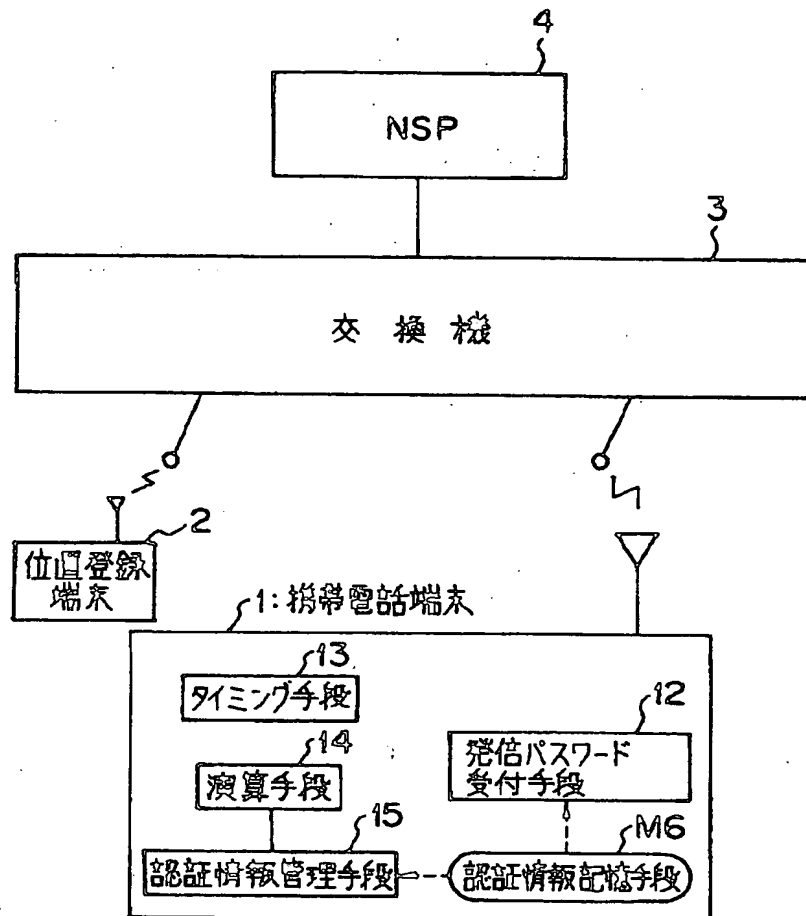 4
NSP
3
交換機
2
位置登録
端末
1:携帯電話端末
13
タイミング手段
12
発信パスワード
受付手段
14
演算手段
15
認証情報管理手段
M6
認証情報記憶手段